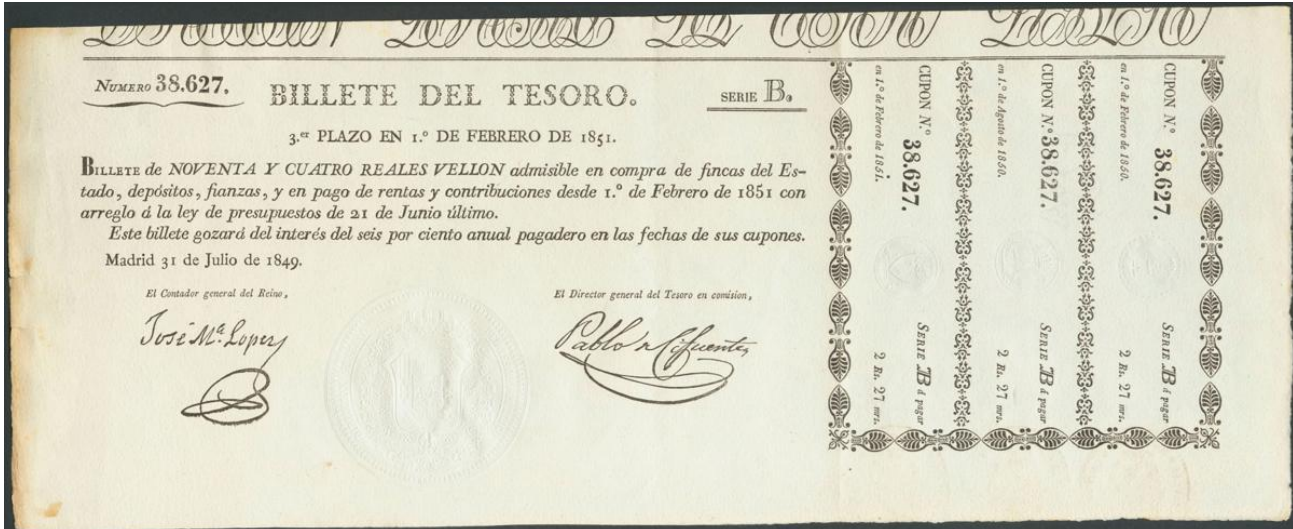 NUMERO 38.627.
BILLETE DEL TESORO.
SERIE B.
3.er PLAZO EN 1.º DE FEBRERO DE 1851.
BILLETE de NOVENTA Y CUATRO REALES VELLON admisible en compra de fincas del Es-
tado, depósitos, fianzas, y en pago de rentas y contribuciones desde 1.º de Febrero de 1851 con
arreglo á la ley de presupuestos de 21 de Junio último.
Este billete gozará del interés del seis por ciento anual pagadero en las fechas de sus cupones.
Madrid 31 de Julio de 1849.
El Contador general del Reino,
José Mª. Lopez
El Director general del Tesoro en comision,
Pablo de Cifuentes
CUPON N.º 38.627. SERIE B á pagar
en 1.º de Febrero de 1850. 2 Rs. 27 mrs.
CUPON N.º 38.627. SERIE B á pagar
en 1.º de Agosto de 1850. 2 Rs. 27 mrs.
CUPON N.º 38.627. SERIE B á pagar
en 1.º de Febrero de 1851. 2 Rs. 27 mrs.